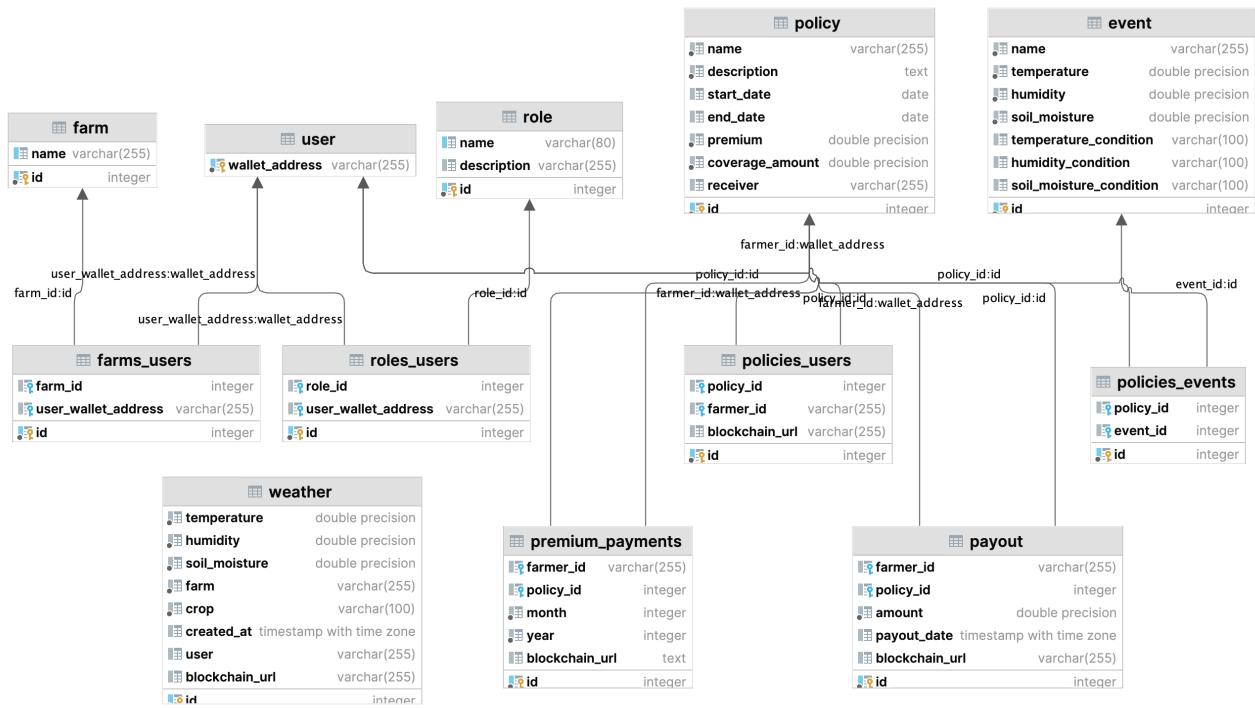 policy
name varchar(255)
description text
start_date date
end_date date
premium double precision
coverage_amount double precision
receiver varchar(255)
id integer
event
name varchar(255)
temperature double precision
humidity double precision
soil_moisture double precision
temperature_condition varchar(100)
humidity_condition varchar(100)
soil_moisture_condition varchar(100)
id integer
farm
name varchar(255)
id integer
user
wallet_address varchar(255)
role
name varchar(80)
description varchar(255)
id integer
farmer_id:wallet_address
user_wallet_address:wallet_address
policy_id:id
policy_id:id
farm_id:id
role_id:id
farmer_id:wallet_address
policy_id:id
farmer_id:wallet_address
policy_id:id
event_id:id
user_wallet_address:wallet_address
farms_users
farm_id integer
user_wallet_address varchar(255)
id integer
roles_users
role_id integer
user_wallet_address varchar(255)
id integer
policies_users
policy_id integer
farmer_id varchar(255)
blockchain_url varchar(255)
id integer
policies_events
policy_id integer
event_id integer
id integer
weather
temperature double precision
humidity double precision
soil_moisture double precision
farm varchar(255)
crop varchar(100)
created_at timestamp with time zone
user varchar(255)
blockchain_url varchar(255)
id integer
premium_payments
farmer_id varchar(255)
policy_id integer
month integer
year integer
blockchain_url text
id integer
payout
farmer_id varchar(255)
policy_id integer
amount double precision
payout_date timestamp with time zone
blockchain_url varchar(255)
id integer